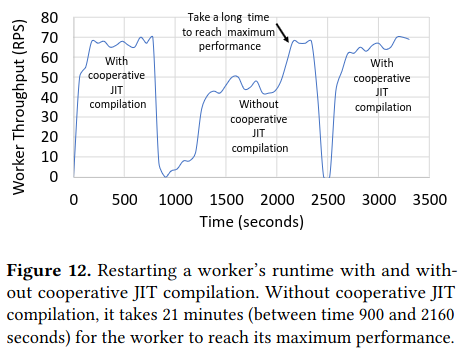 Take a long time
to reach maximum
performance
80
70
60
50
40
30
20
10
0
Worker Throughput (RPS)
With
cooperative
JIT
compilation
Without
cooperative
JIT
compilation
With
cooperative
JIT
compilation
0 500 1000 1500 2000 2500 3000 3500
Time (seconds)
Figure 12. Restarting a worker's runtime with and with-
out cooperative JIT compilation. Without cooperative JIT
compilation, it takes 21 minutes (between time 900 and 2160
seconds) for the worker to reach its maximum performance.